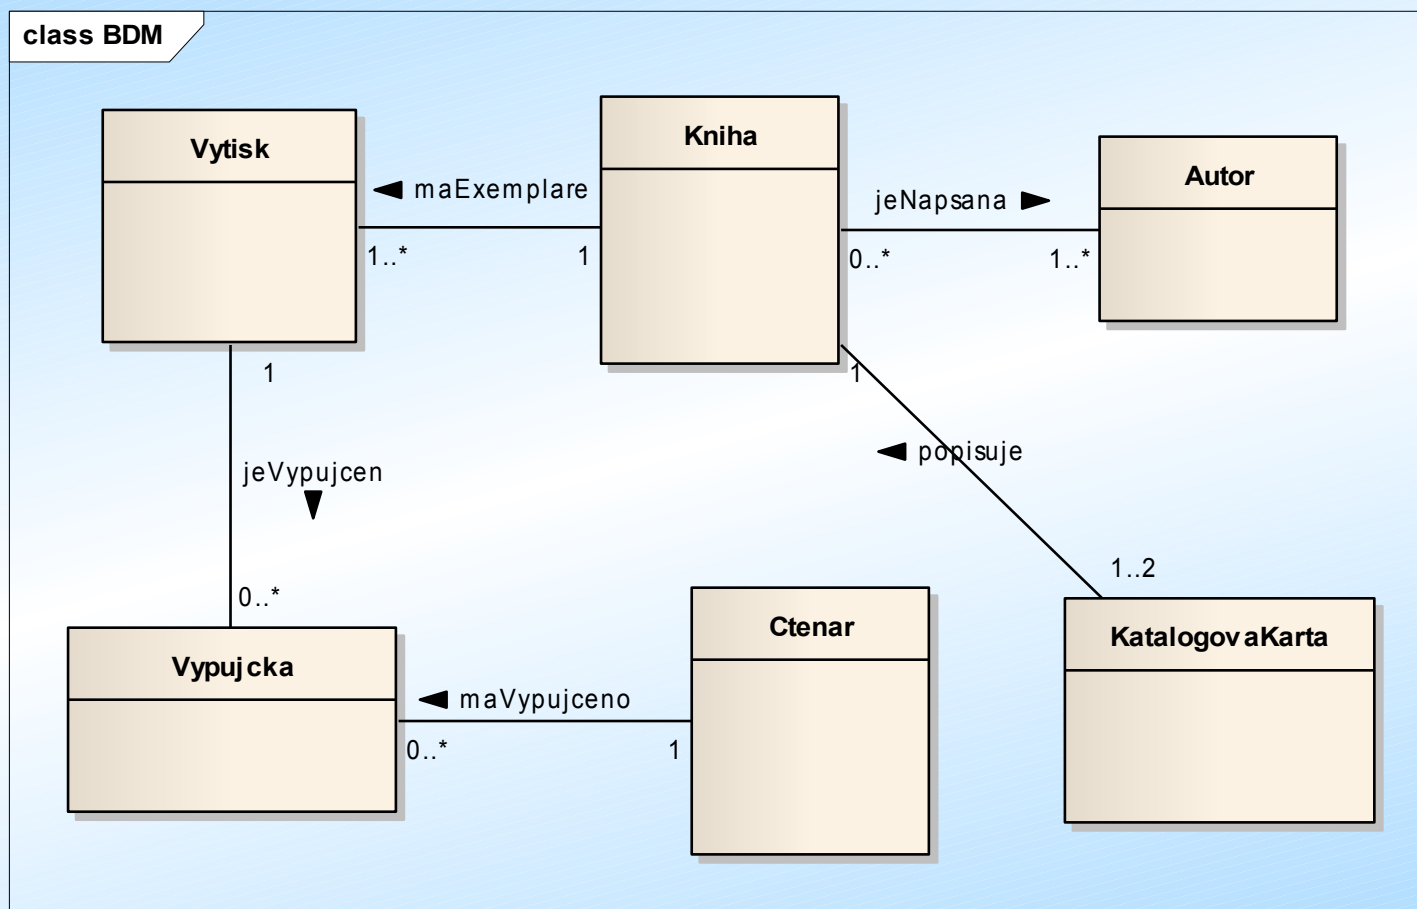 class BDM
Vytisk
Kniha
Autor
maExemplare
jeNapsana
1..*
1
0..*
1..*
1
1
popisuje
jeVypujcen
1..2
0..*
Ctenar
KatalogovaKarta
Vypujcka
maVypujceno
0..*
1